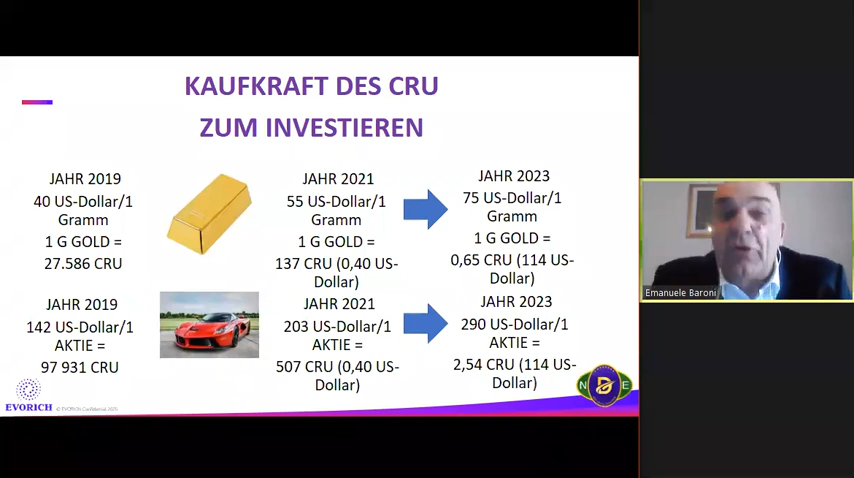 KAUFKRAFT DES CRU
ZUM INVESTIEREN
JAHR 2019
40 US-Dollar/1
Gramm
1 G GOLD =
27.586 CRU
JAHR 2021
55 US-Dollar/1
Gramm
1 G GOLD =
137 CRU (0,40 US-
Dollar)
JAHR 2023
75 US-Dollar/1
Gramm
1 G GOLD =
0,65 CRU (114 US-
Dollar)
JAHR 2019
142 US-Dollar/1
AKTIE =
97 931 CRU
JAHR 2021
203 US-Dollar/1
AKTIE =
507 CRU (0,40 US-
Dollar)
JAHR 2023
290 US-Dollar/1
AKTIE =
2,54 CRU (114 US-
Dollar)
EVORICH
© EVORICH Confidential
N D E
Emanuele Baroni